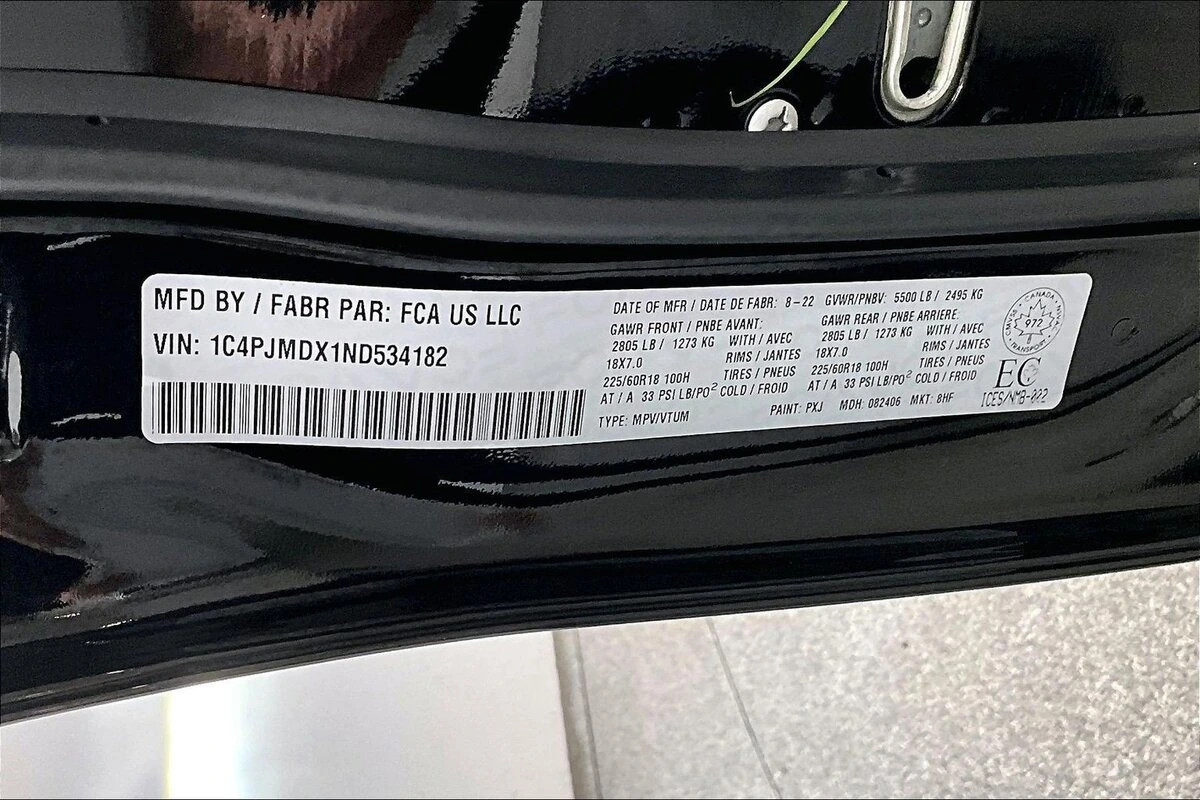 MFD BY / FABR PAR: FCA US LLC
VIN: 1C4PJMDX1ND534182
DATE OF MFR / DATE DE FABR: 8-22 GVWR/PNBV: 5500 LB / 2495 KG
GAWR FRONT / PNBE AVANT:
2805 LB / 1273 KG WITH / AVEC
18X7.0 RIMS / JANTES
225/60R18 100H TIRES / PNEUS
AT / A 33 PSI LB/PO² COLD / FROID
GAWR REAR / PNBE ARRIERE:
2805 LB / 1273 KG WITH / AVEC
18X7.0 RIMS / JANTES
225/60R18 100H TIRES / PNEUS
AT / A 33 PSI LB/PO² COLD / FROID
TYPE: MPV/VTUM PAINT: PXJ MDH: 082406 MKT: 8HF
CANADA
972
TRANSPORT
EC
ICES/NMB-002